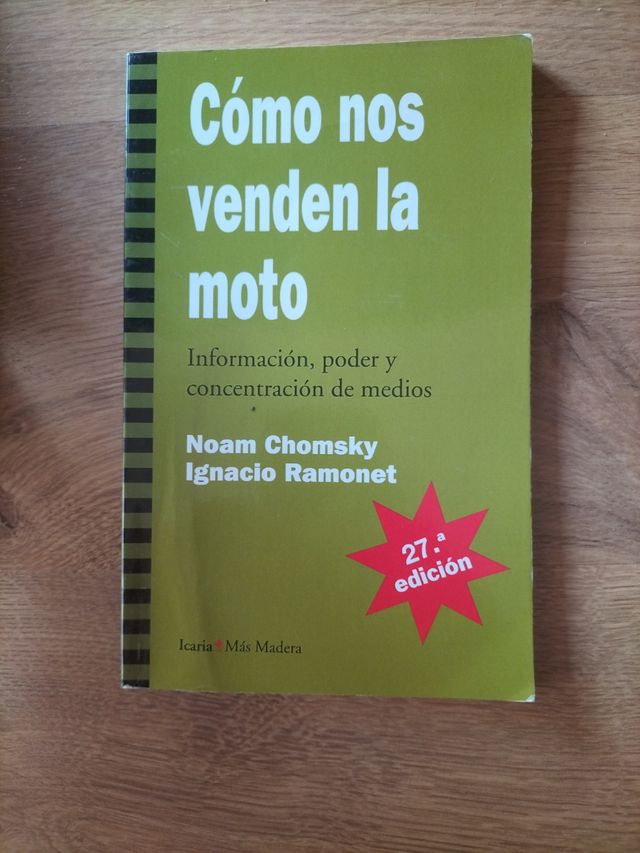 Cómo nos
venden la
moto
Información, poder y
concentración de medios
Noam Chomsky
Ignacio Ramonet
27.ª
edición
Icaria Más Madera